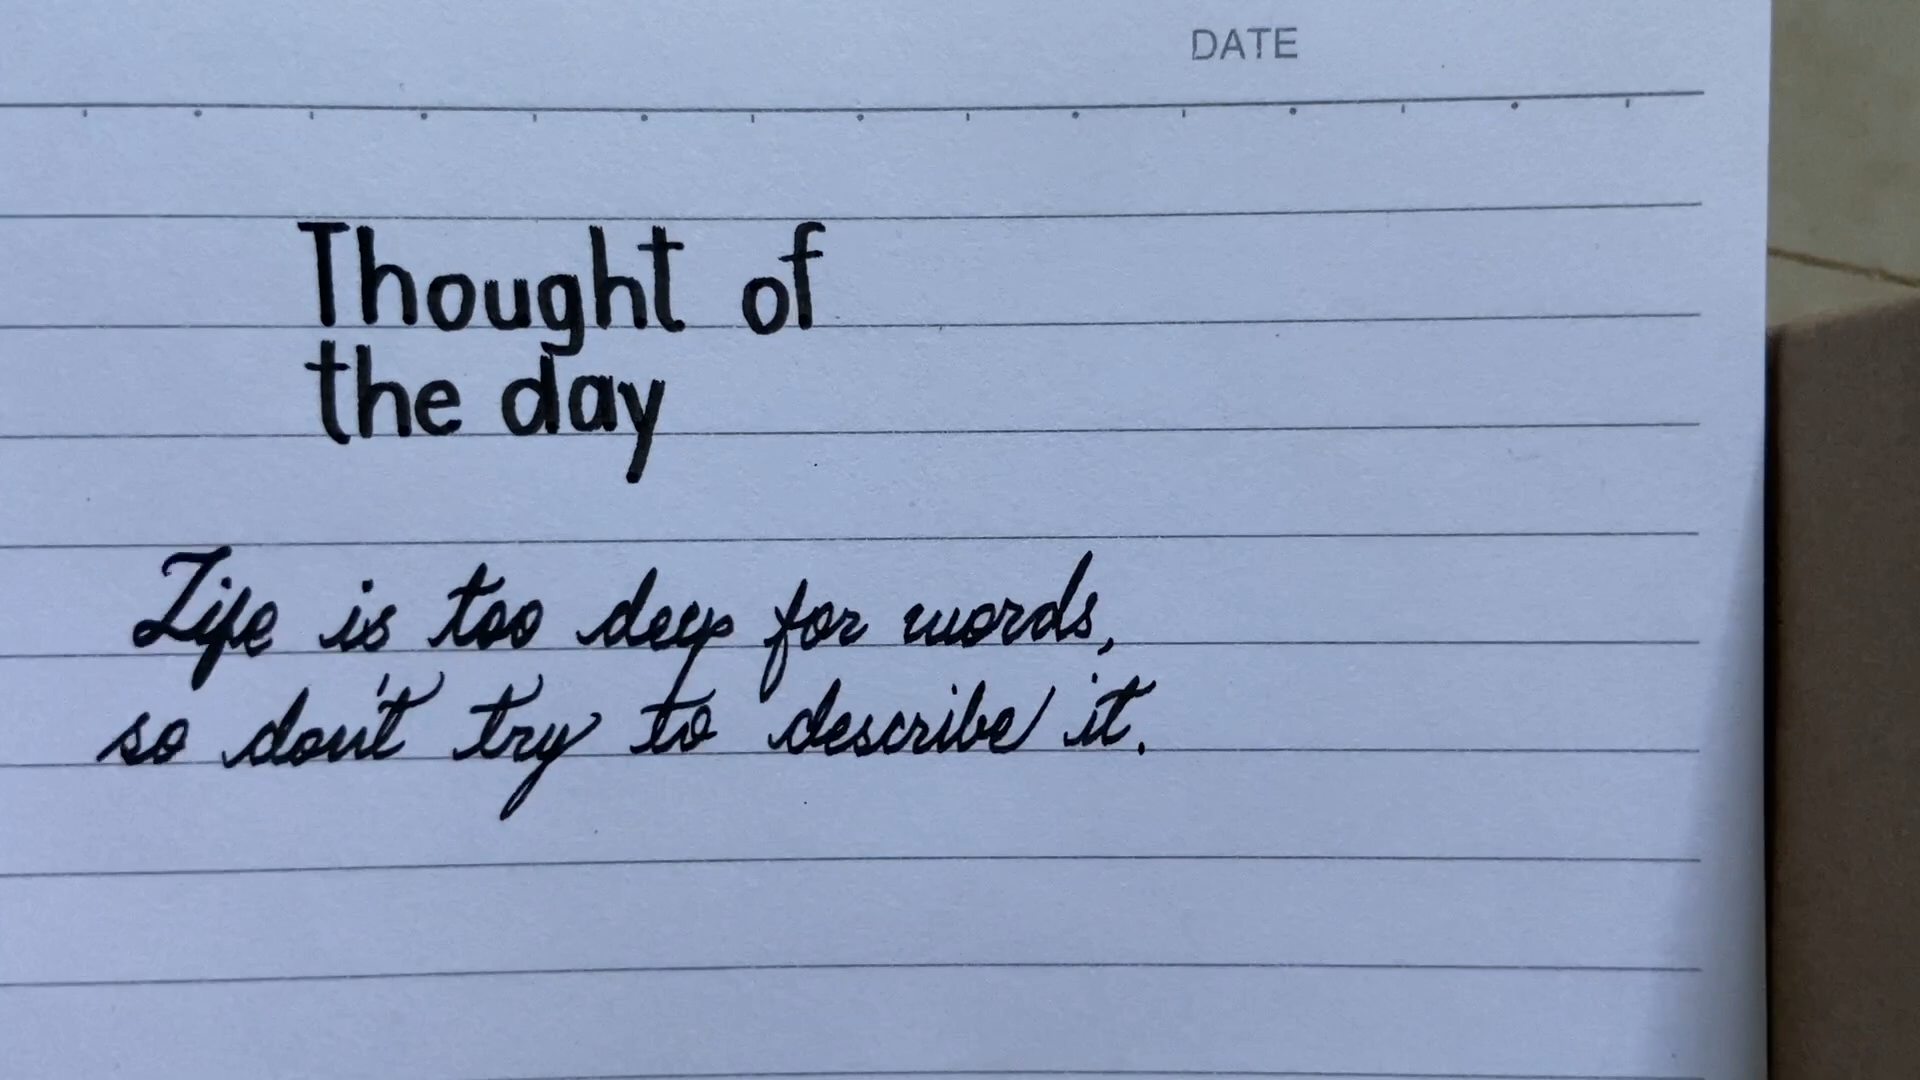 DATE
Thought of
the day
Life is too deep for words,
so don't try to describe it.